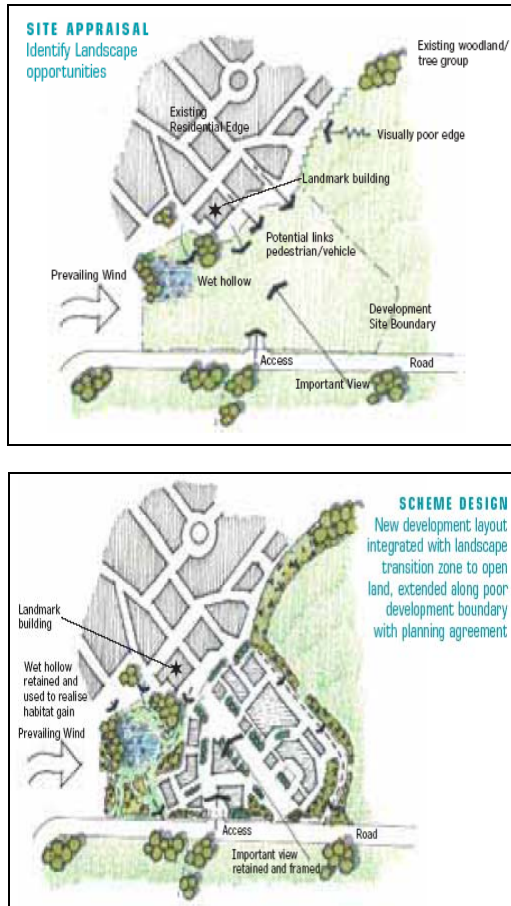 SITE APPRAISAL
Identify Landscape
opportunities
Existing woodland/
tree group
Existing
Residential Edge
Visually poor edge
Landmark building
Potential links
pedestrian/vehicle
Prevailing Wind
Wet hollow
Development
Site Boundary
Access
Road
Important View
SCHEME DESIGN
New development layout
integrated with landscape
transition zone to open
land, extended along poor
development boundary
with planning agreement
Landmark
building
Wet hollow
retained and
used to realise
habitat gain
Prevailing Wind
Access
Road
Important view
retained and framed